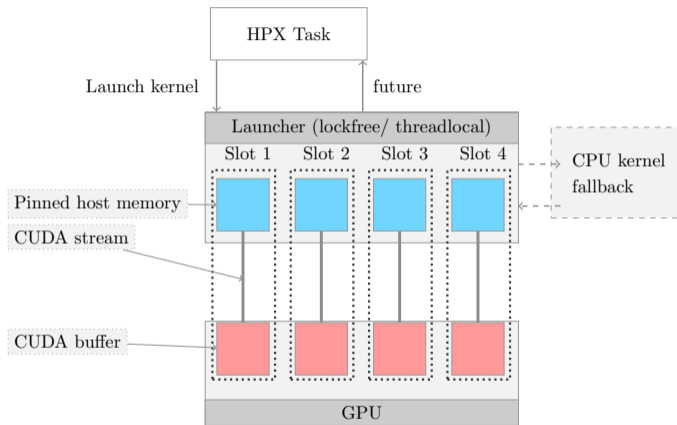 HPX Task
Launch kernel
future
Launcher (lockfree/ threadlocal)
Slot 1
Slot 2
Slot 3
Slot 4
CPU kernel
fallback
Pinned host memory
CUDA stream
CUDA buffer
GPU